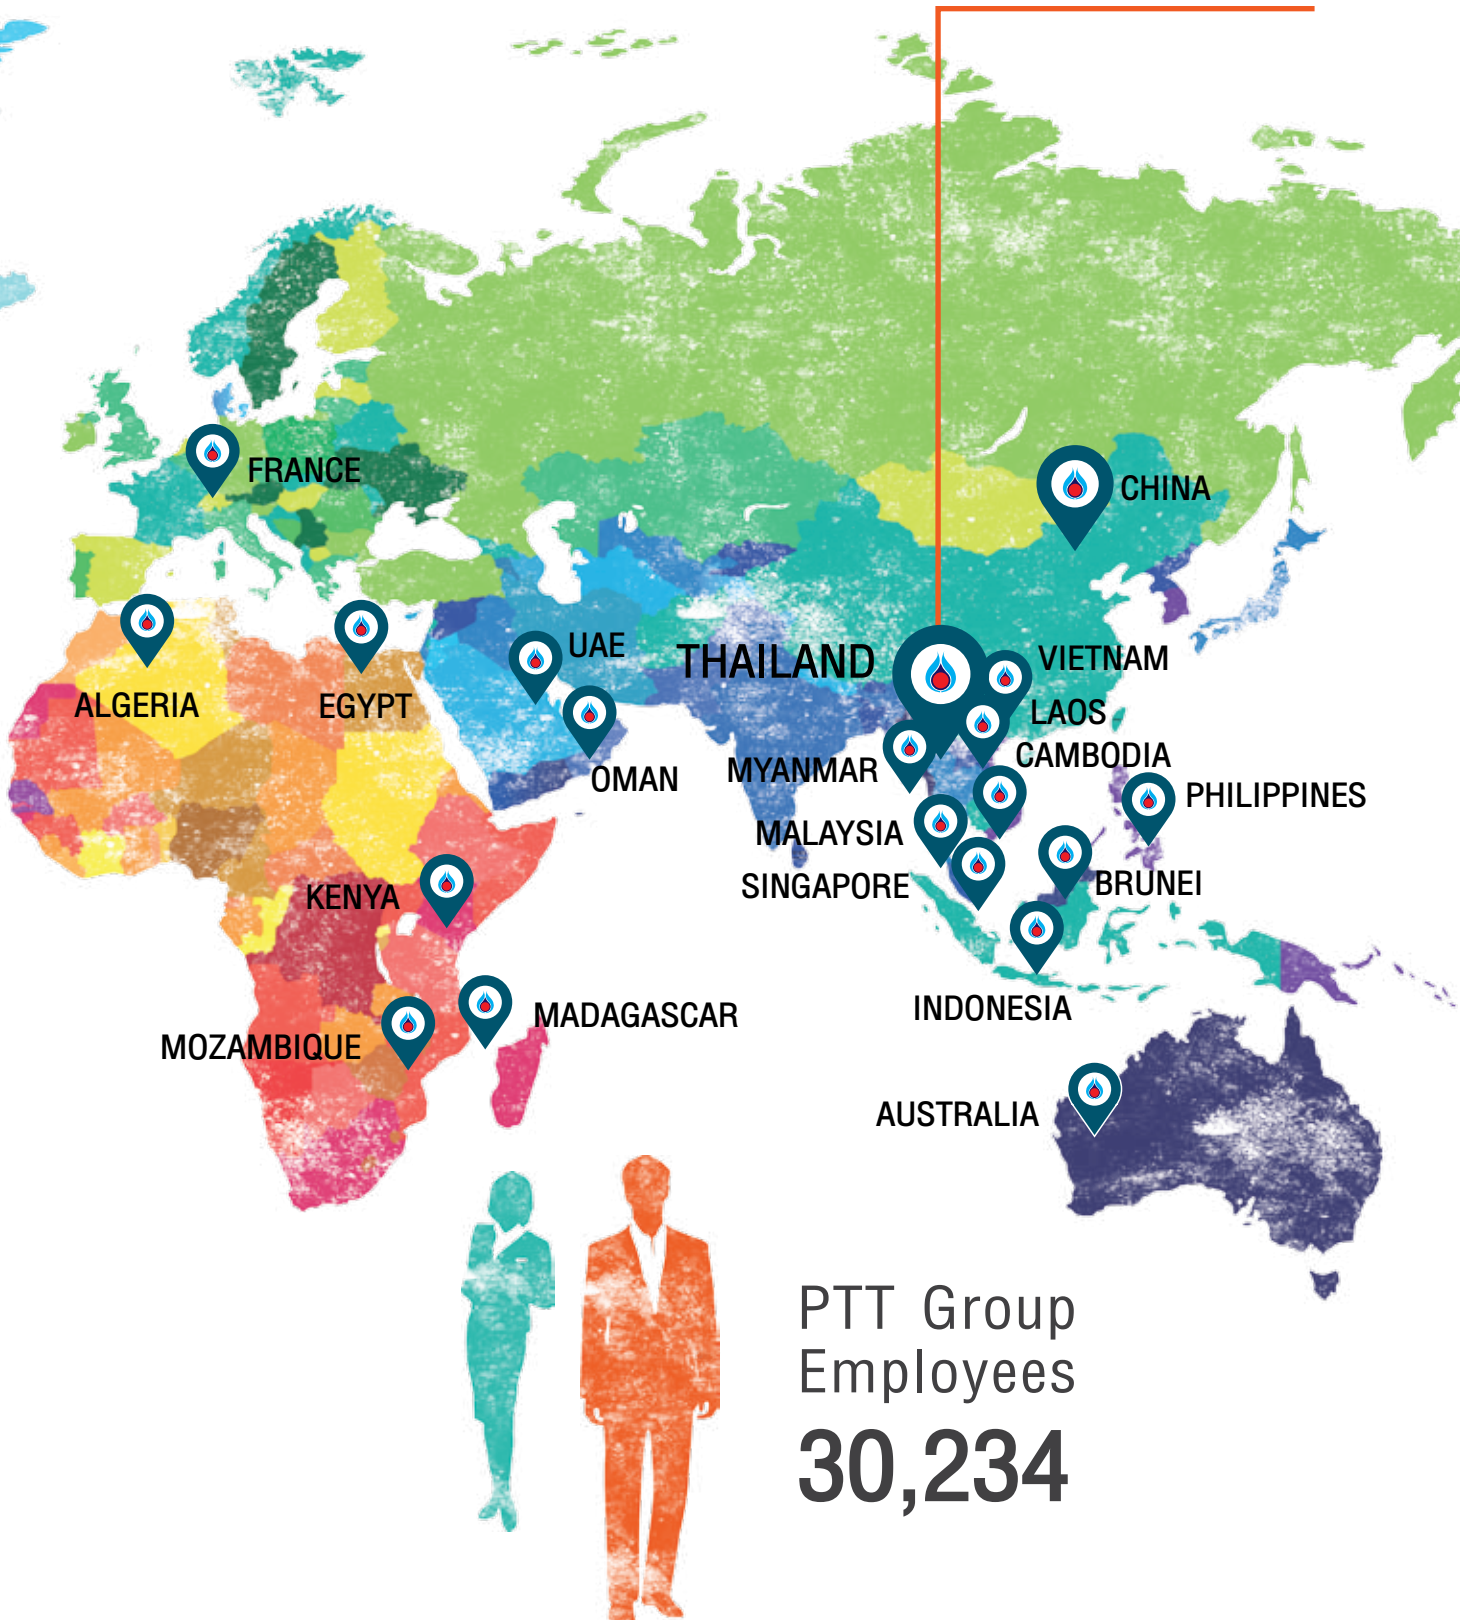 FRANCE
CHINA
UAE
THAILAND
VIETNAM
ALGERIA
EGYPT
LAOS
CAMBODIA
MYANMAR
OMAN
PHILIPPINES
MALAYSIA
SINGAPORE
BRUNEI
KENYA
INDONESIA
MADAGASCAR
MOZAMBIQUE
AUSTRALIA
PTT Group
Employees
30,234